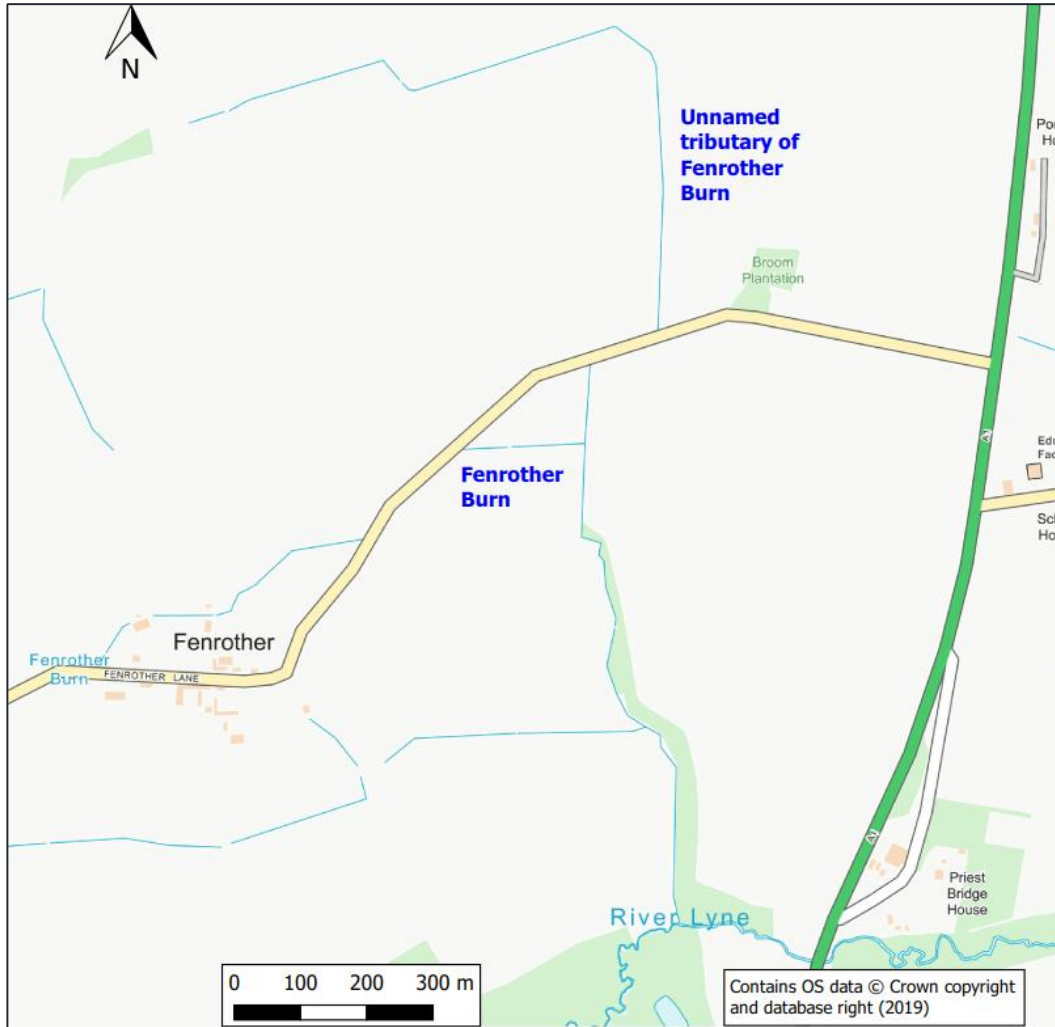 N
Unnamed
tributary of
Fenrother
Burn
Broom
Plantation
A1
Fenrother
Burn
Fenrother
Fenrother
Burn
FENROTHER LANE
A1
Priest
Bridge
House
River Lyne
0 100 200 300 m
Contains OS data © Crown copyright
and database right (2019)